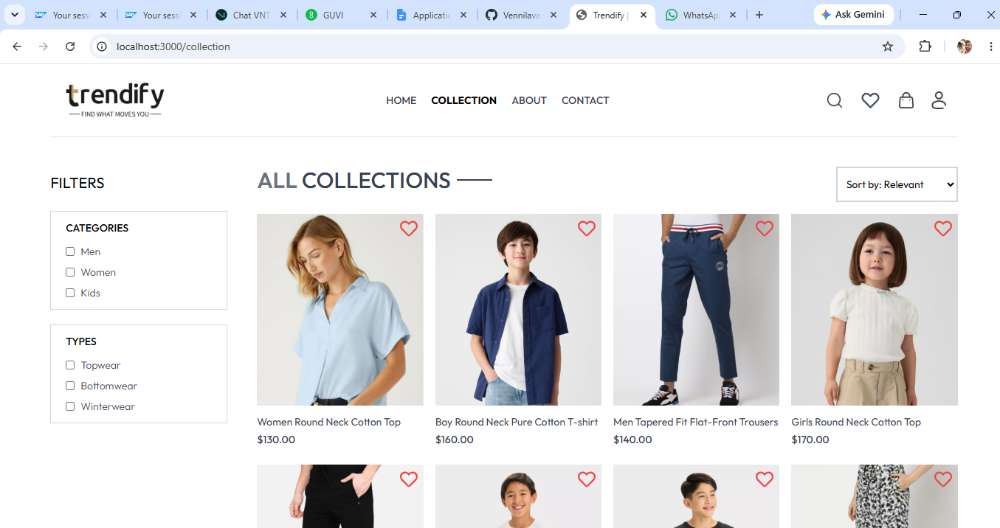 Your sess
Your sess
Chat VNT
GUVI
Applicatio
Vennilava
Trendify |
WhatsAp
Ask Gemini
localhost:3000/collection
trendify
FIND WHAT MOVES YOU
HOME
COLLECTION
ABOUT
CONTACT
FILTERS
CATEGORIES
Men
Women
Kids
TYPES
Topwear
Bottomwear
Winterwear
ALL COLLECTIONS
Sort by: Relevant
Women Round Neck Cotton Top
$130.00
Boy Round Neck Pure Cotton T-shirt
$160.00
Men Tapered Fit Flat-Front Trousers
$140.00
Girls Round Neck Cotton Top
$170.00